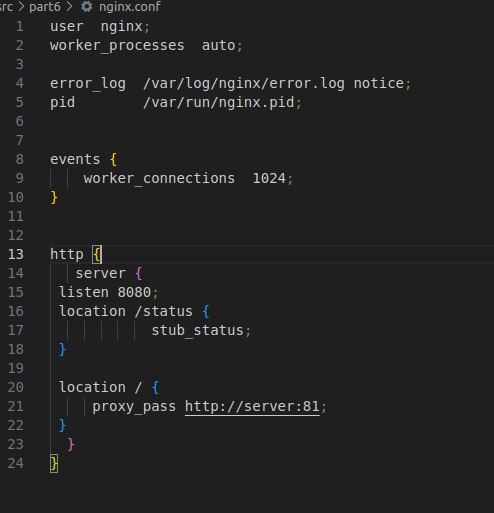 src > part6 > nginx.conf
1 user  nginx;
2 worker_processes  auto;
3
4 error_log  /var/log/nginx/error.log notice;
5 pid        /var/run/nginx.pid;
6
7
8 events {
9     worker_connections  1024;
10 }
11
12
13 http {
14    server {
15  listen 8080;
16  location /status {
17             stub_status;
18  }
19
20  location / {
21      proxy_pass http://server:81;
22  }
23   }
24 }